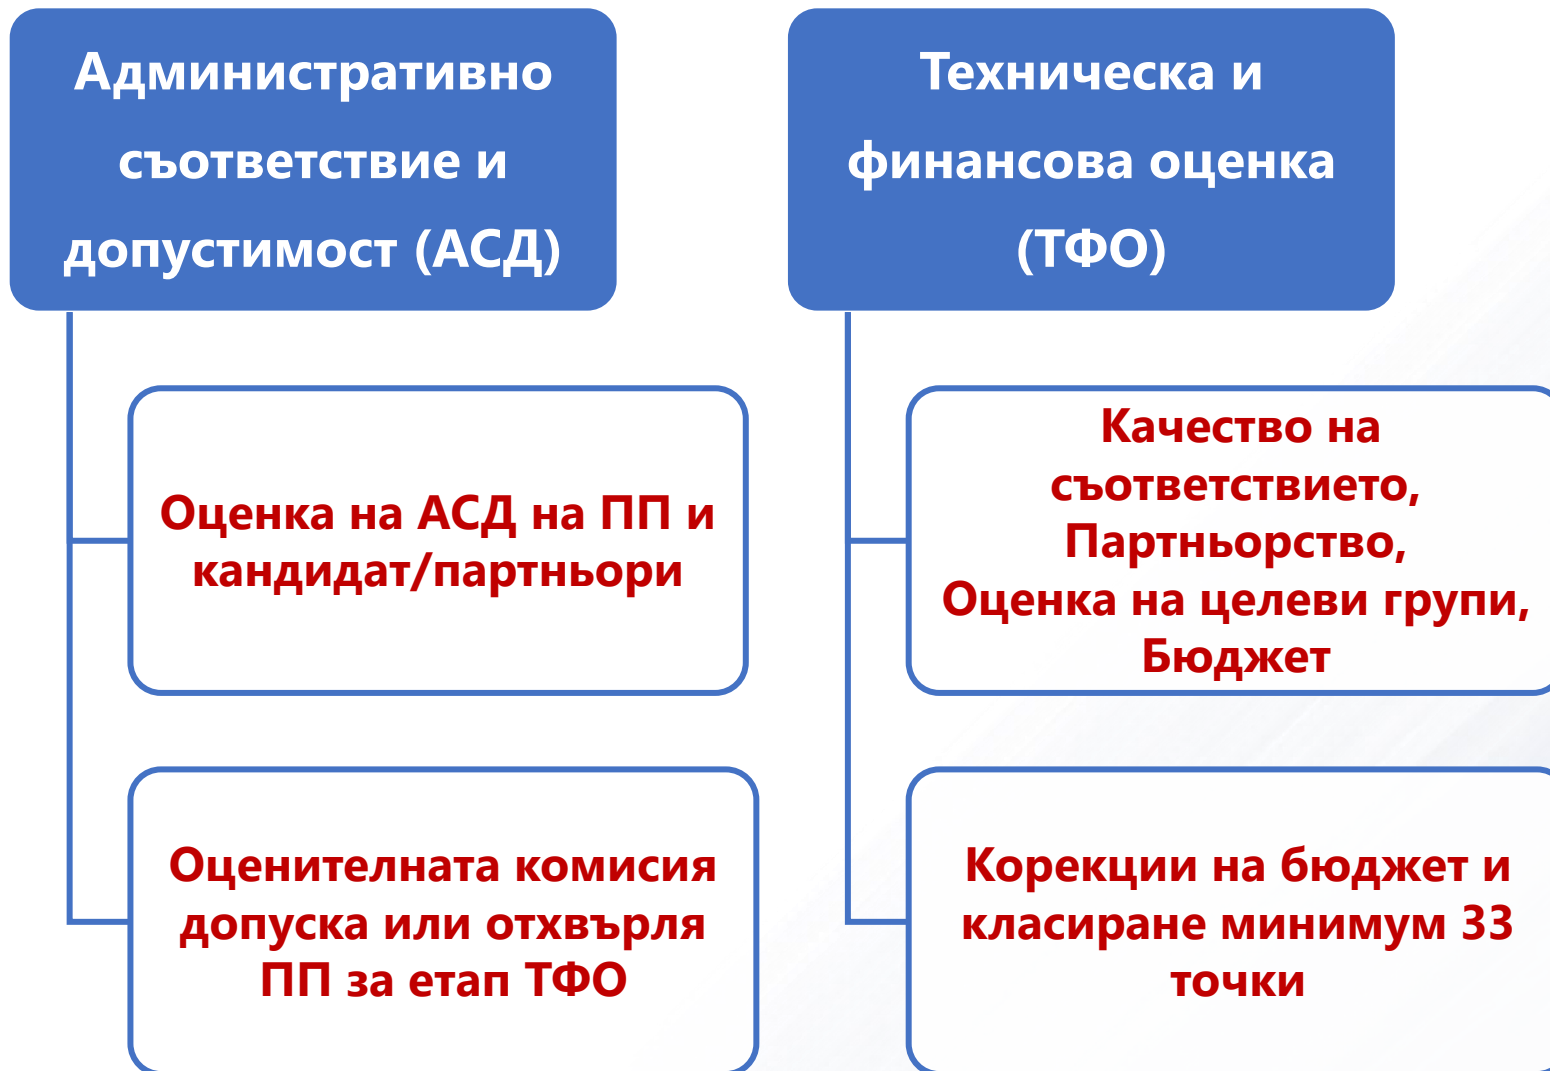 Административно
съответствие и
допустимост (АСД)
Оценка на АСД на ПП и
кандидат/партньори
Оценителната комисия
допуска или отхвърля
ПП за етап ТФО
Техническа и
финансова оценка
(ТФО)
Качество на
съответствието,
Партньорство,
Оценка на целеви групи,
Бюджет
Корекции на бюджет и
класиране минимум 33
точки